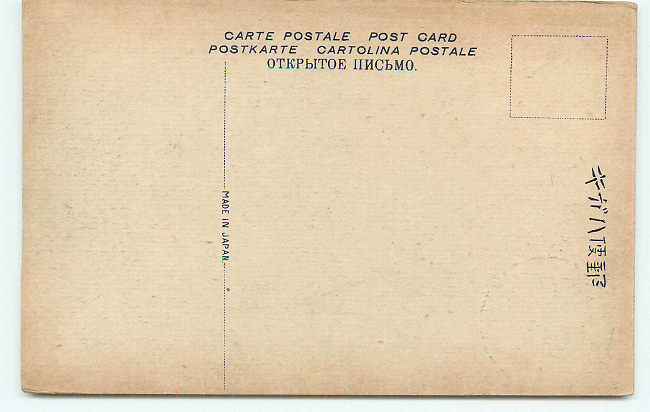 CARTE POSTALE POST CARD
POSTKARTE CARTOLINA POSTALE
ОТКРЫТОЕ ПИСЬМО.
MADE IN JAPAN
郵便ハガキ